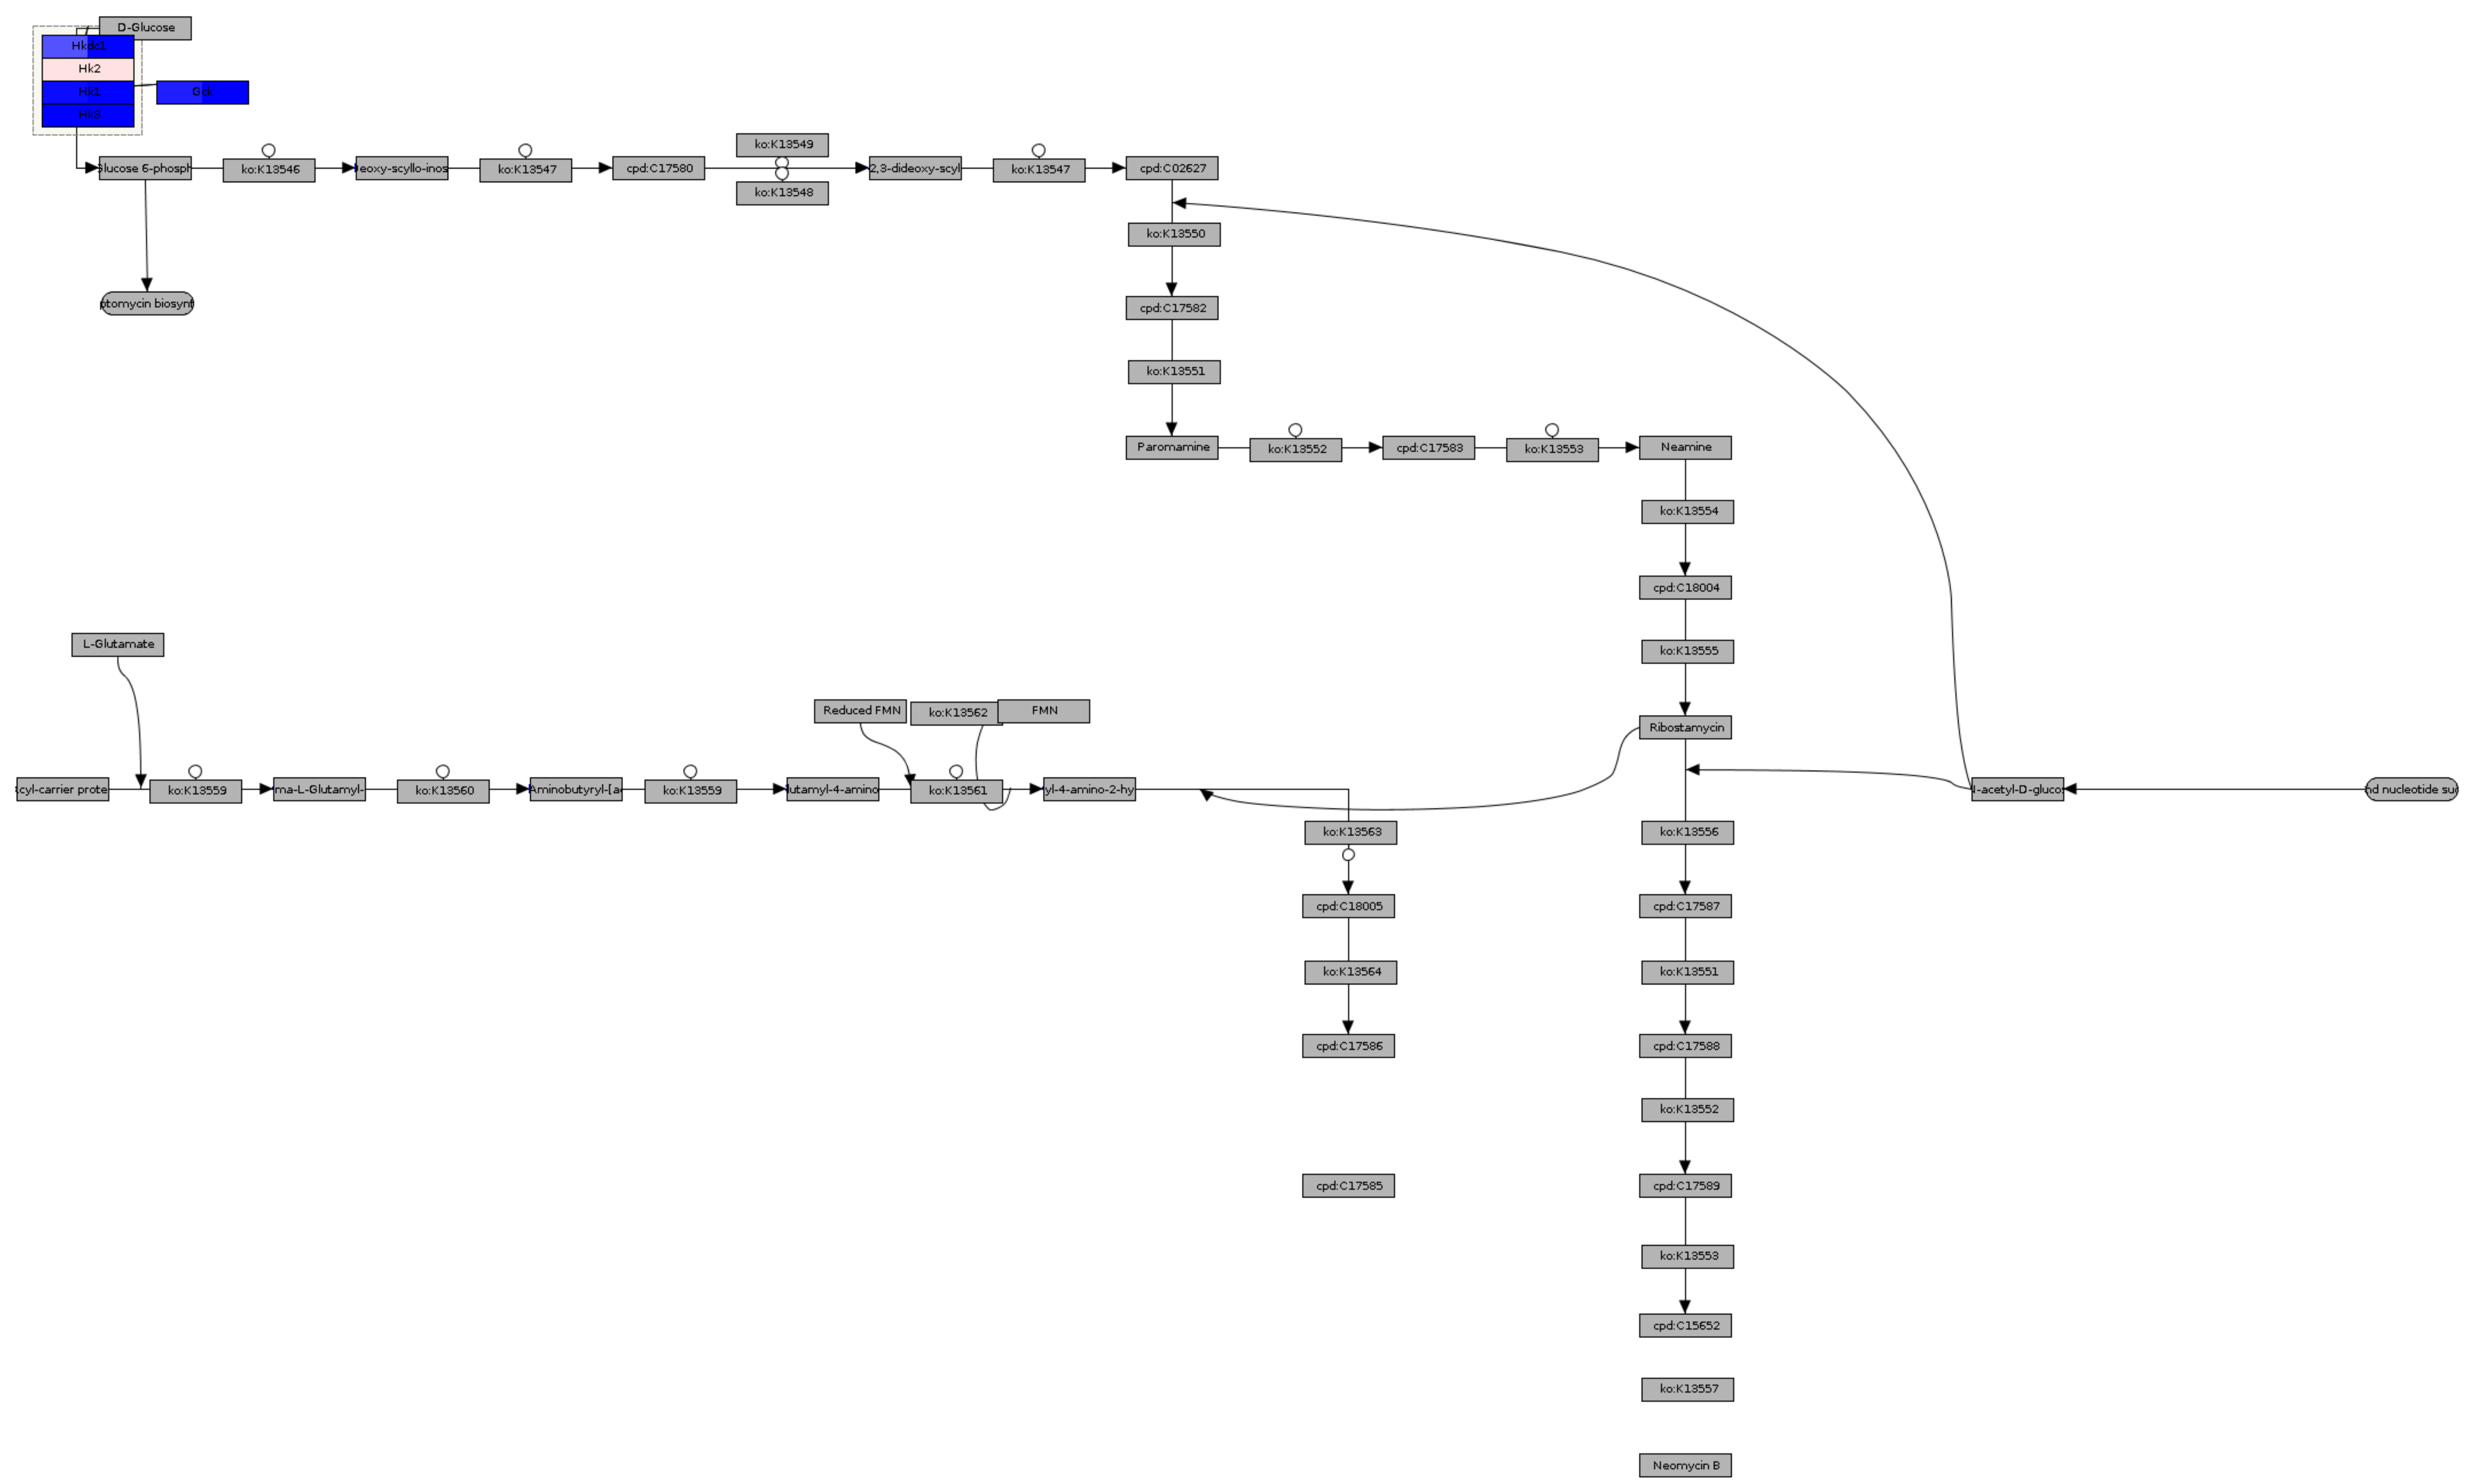 D-Glucose
Hkdc1
Hk2
Hk1
Gck
Hk3
ko:K13549
Glucose 6-phosph
ko:K13546
deoxy-scyllo-inos
ko:K13547
cpd:C17580
2,3-dideoxy-scyl
ko:K13547
cpd:C02627
ko:K13548
ko:K13550
ptomycin biosynt
cpd:C17582
ko:K13551
Paromamine
ko:K13552
cpd:C17583
ko:K13553
Neamine
ko:K13554
cpd:C18004
L-Glutamate
ko:K13555
Reduced FMN
ko:K13562
FMN
Ribostamycin
cyl-carrier prote
ko:K13559
ma-L-Glutamyl-
ko:K13560
Aminobutyryl-[a
ko:K13559
lutamyl-4-amino
ko:K13561
yl-4-amino-2-hy
N-acetyl-D-gluco
nd nucleotide su
ko:K13563
ko:K13556
cpd:C18005
cpd:C17587
ko:K13564
ko:K13551
cpd:C17586
cpd:C17588
ko:K13552
cpd:C17585
cpd:C17589
ko:K13553
cpd:C15652
ko:K13557
Neomycin B